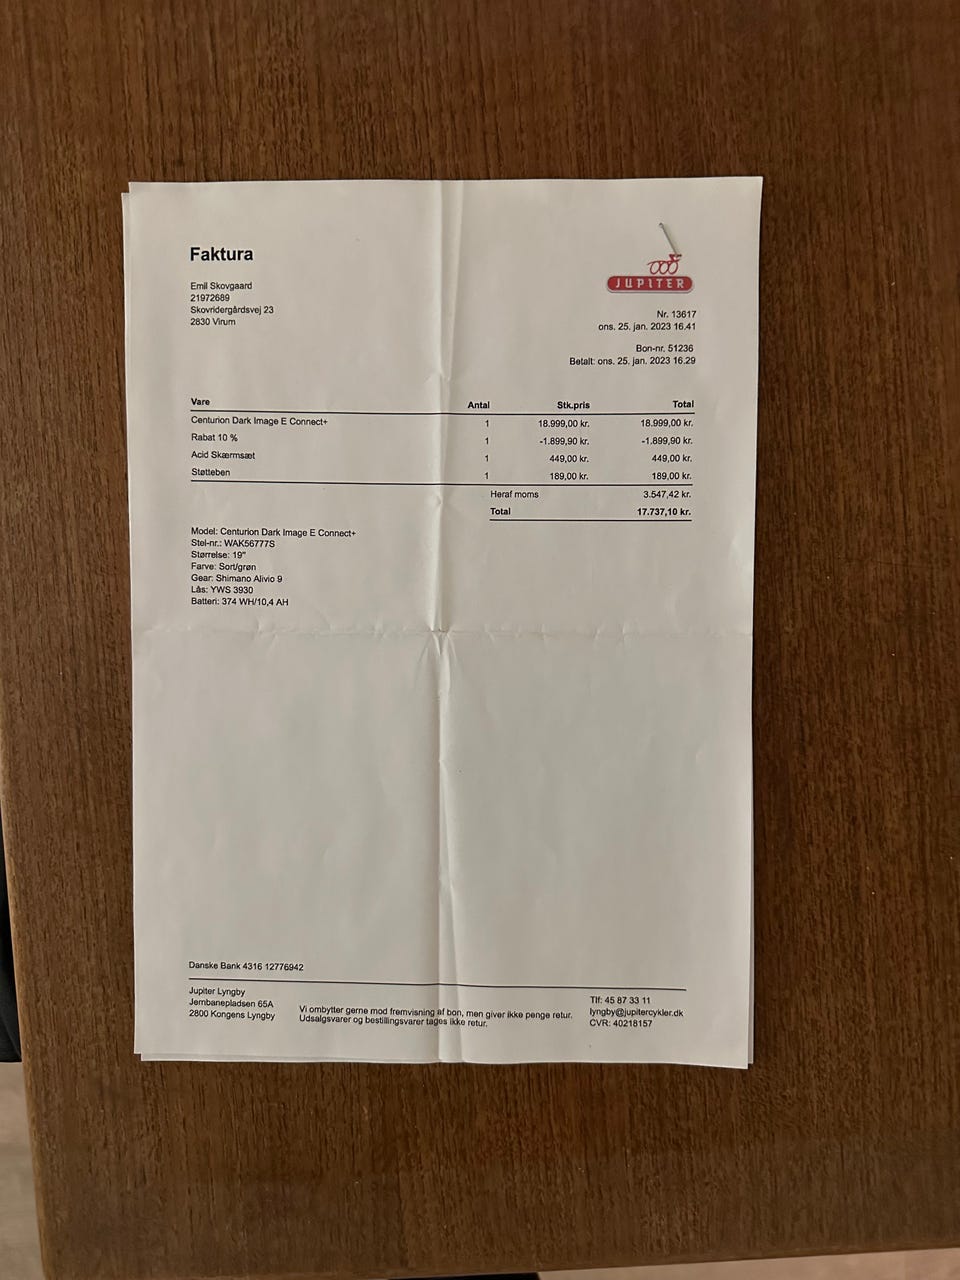 Faktura
Emil Skovgaard
21972689
Skovridergårdsvej 23
2830 Virum
JUPITER
Nr. 13617
ons. 25. jan. 2023 16.41
Bon-nr. 51236
Betalt: ons. 25. jan. 2023 16.29
Vare Antal Stk.pris Total
Centurion Dark Image E Connect+ 1 18.999,00 kr. 18.999,00 kr.
Rabat 10 % 1 -1.899,90 kr. -1.899,90 kr.
Acid Skærmsæt 1 449,00 kr. 449,00 kr.
Støtteben 1 189,00 kr. 189,00 kr.
Heraf moms 3.547,42 kr.
Total 17.737,10 kr.
Model: Centurion Dark Image E Connect+
Stel-nr.: WAK56777S
Størrelse: 19"
Farve: Sort/grøn
Gear: Shimano Alivio 9
Lås: YWS 3930
Batteri: 374 WH/10,4 AH
Danske Bank 4316 12776942
Jupiter Lyngby
Jernbanepladsen 65A
2800 Kongens Lyngby
Vi ombytter gerne mod fremvisning af bon, men giver ikke penge retur.
Udsalgsvarer og bestillingsvarer tages ikke retur.
Tlf: 45 87 33 11
lyngby@jupitercykler.dk
CVR: 40218157